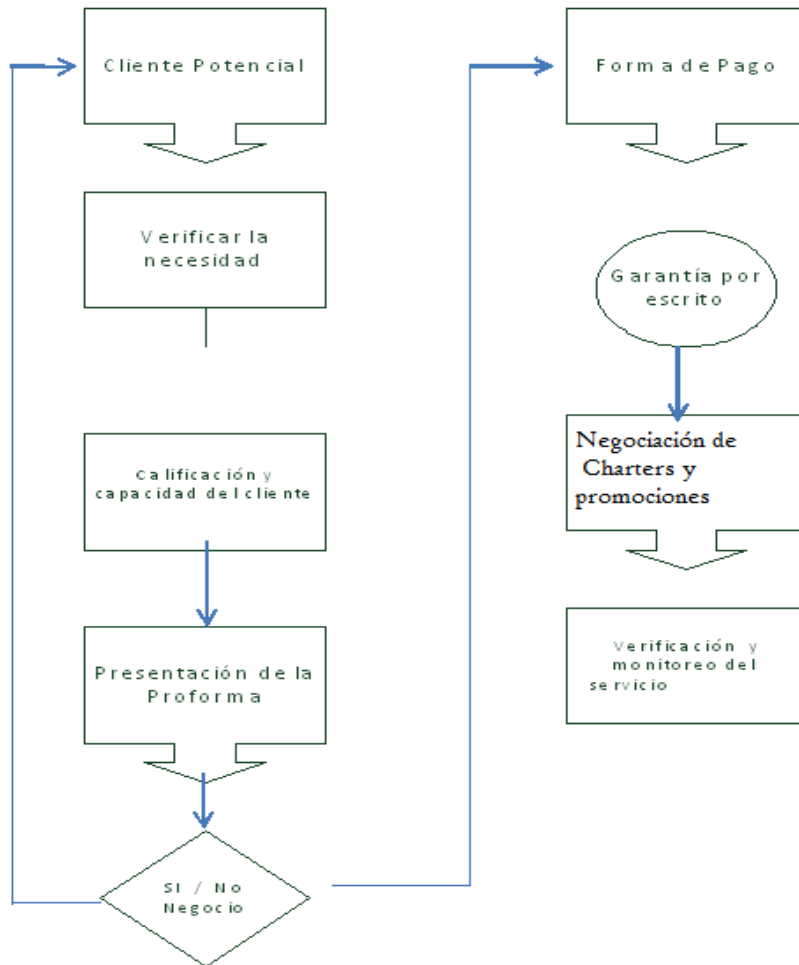 Cliente Potencial
Verificar la
necesidad
Calificación y
capacidad del cliente
Presentación de la
Proforma
SI / No
Negocio
Forma de Pago
Garantía por
escrito
Negociación de
Charters y
promociones
Verificación y
monitoreo del
servicio